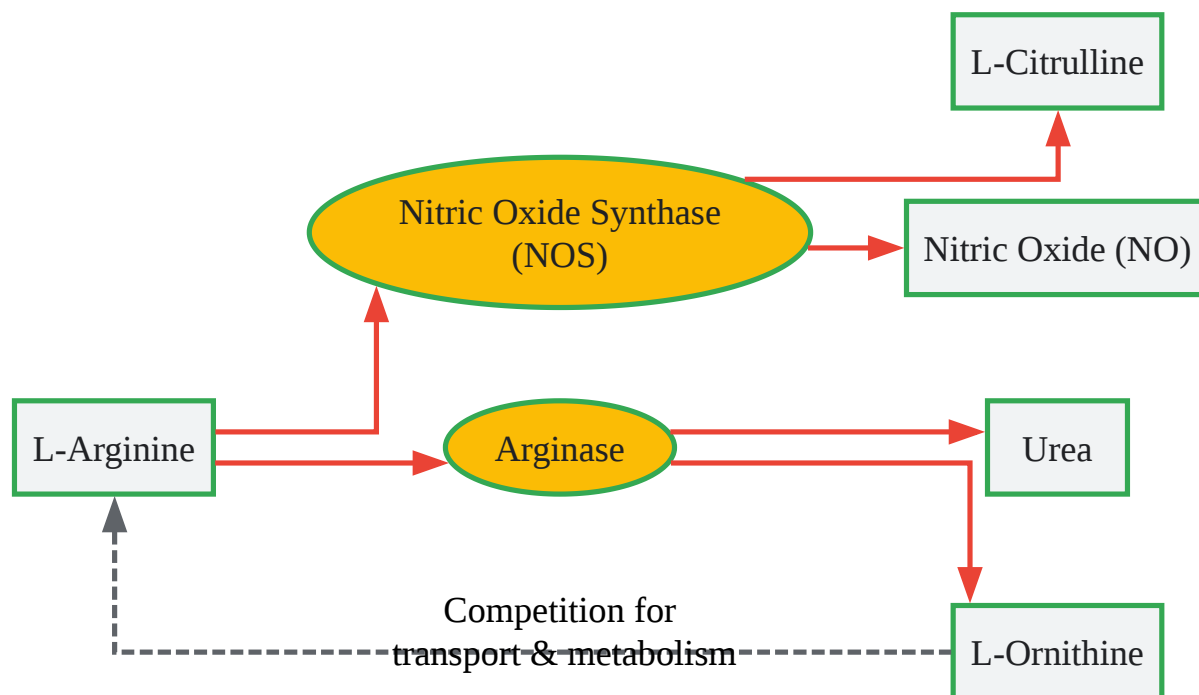 L-Citrulline
Nitric Oxide Synthase
(NOS)
Nitric Oxide (NO)
L-Arginine
Arginase
Urea
Competition for
transport & metabolism
L-Ornithine